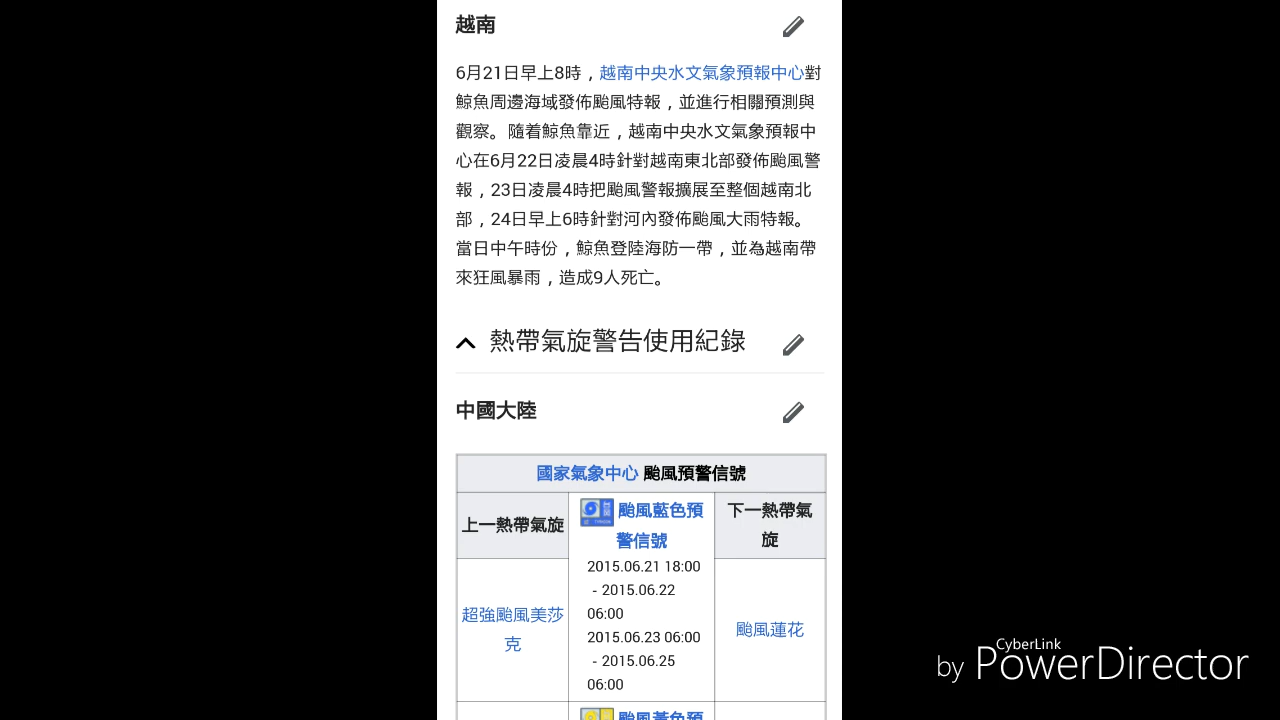 越南
6月21日早上8時，越南中央水文氣象預報中心對
鯨魚周邊海域發佈颱風特報，並進行相關預測與
觀察。隨着鯨魚靠近，越南中央水文氣象預報中
心在6月22日凌晨4時針對越南東北部發佈颱風警
報，23日凌晨4時把颱風警報擴展至整個越南北
部，24日早上6時針對河內發佈颱風大雨特報。
當日中午時份，鯨魚登陸海防一帶，並為越南帶
來狂風暴雨，造成9人死亡。
熱帶氣旋警告使用紀錄
中國大陸
國家氣象中心 颱風預警信號
上一熱帶氣旋
颱風藍色預
警信號
下一熱帶氣
旋
超強颱風美莎
克
2015.06.21 18:00
- 2015.06.22
06:00
2015.06.23 06:00
- 2015.06.25
06:00
颱風蓮花
颱風黃色預
by CyberLink
PowerDirector